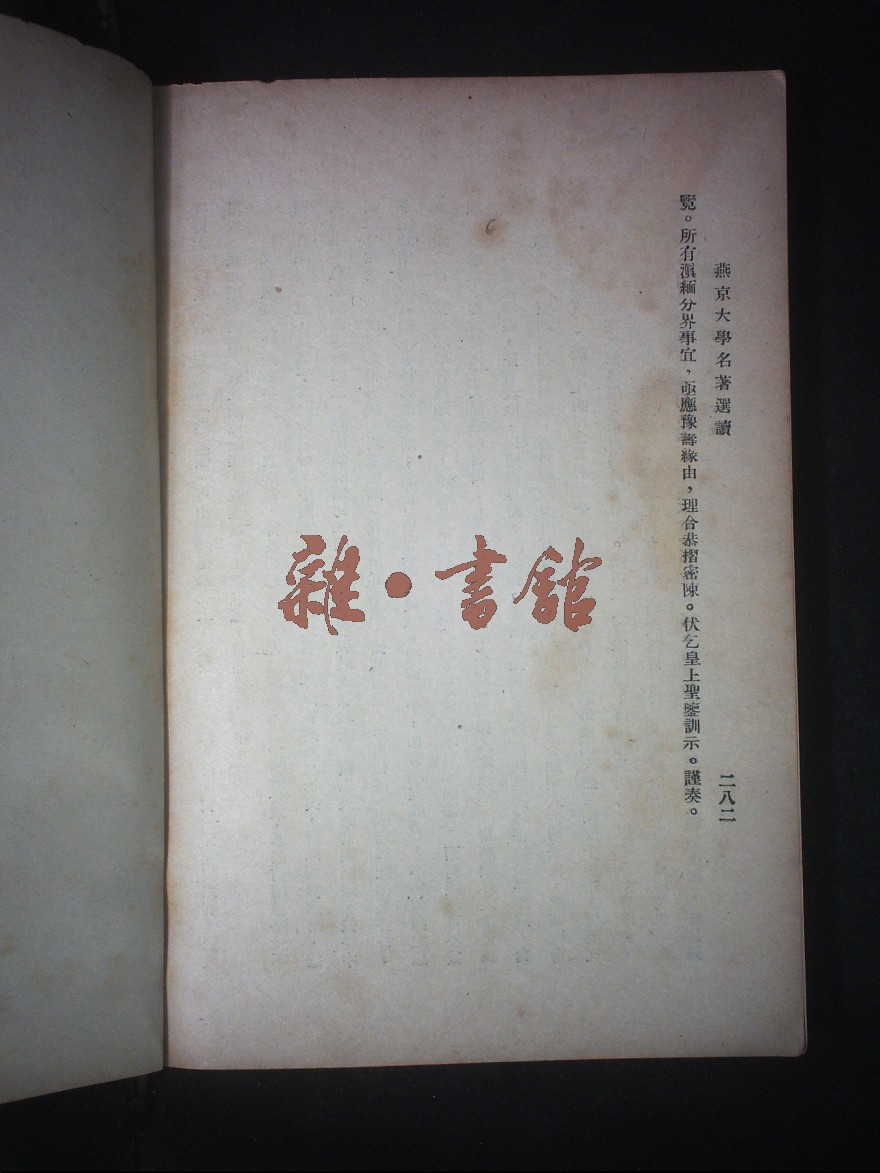 燕京大學名著選讀
二八二
覽。所有滇緬分界事宜，亟應豫籌緣由，理合恭摺密陳。伏乞皇上聖鑒訓示。謹奏。
雜·書館